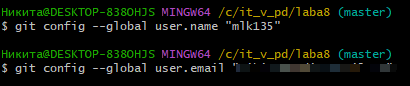 Никита@DESKTOP-838OHJS MINGW64 /c/it_v_pd/laba8 (master)
$ git config --global user.name "mlk135"
Никита@DESKTOP-838OHJS MINGW64 /c/it_v_pd/laba8 (master)
$ git config --global user.email "